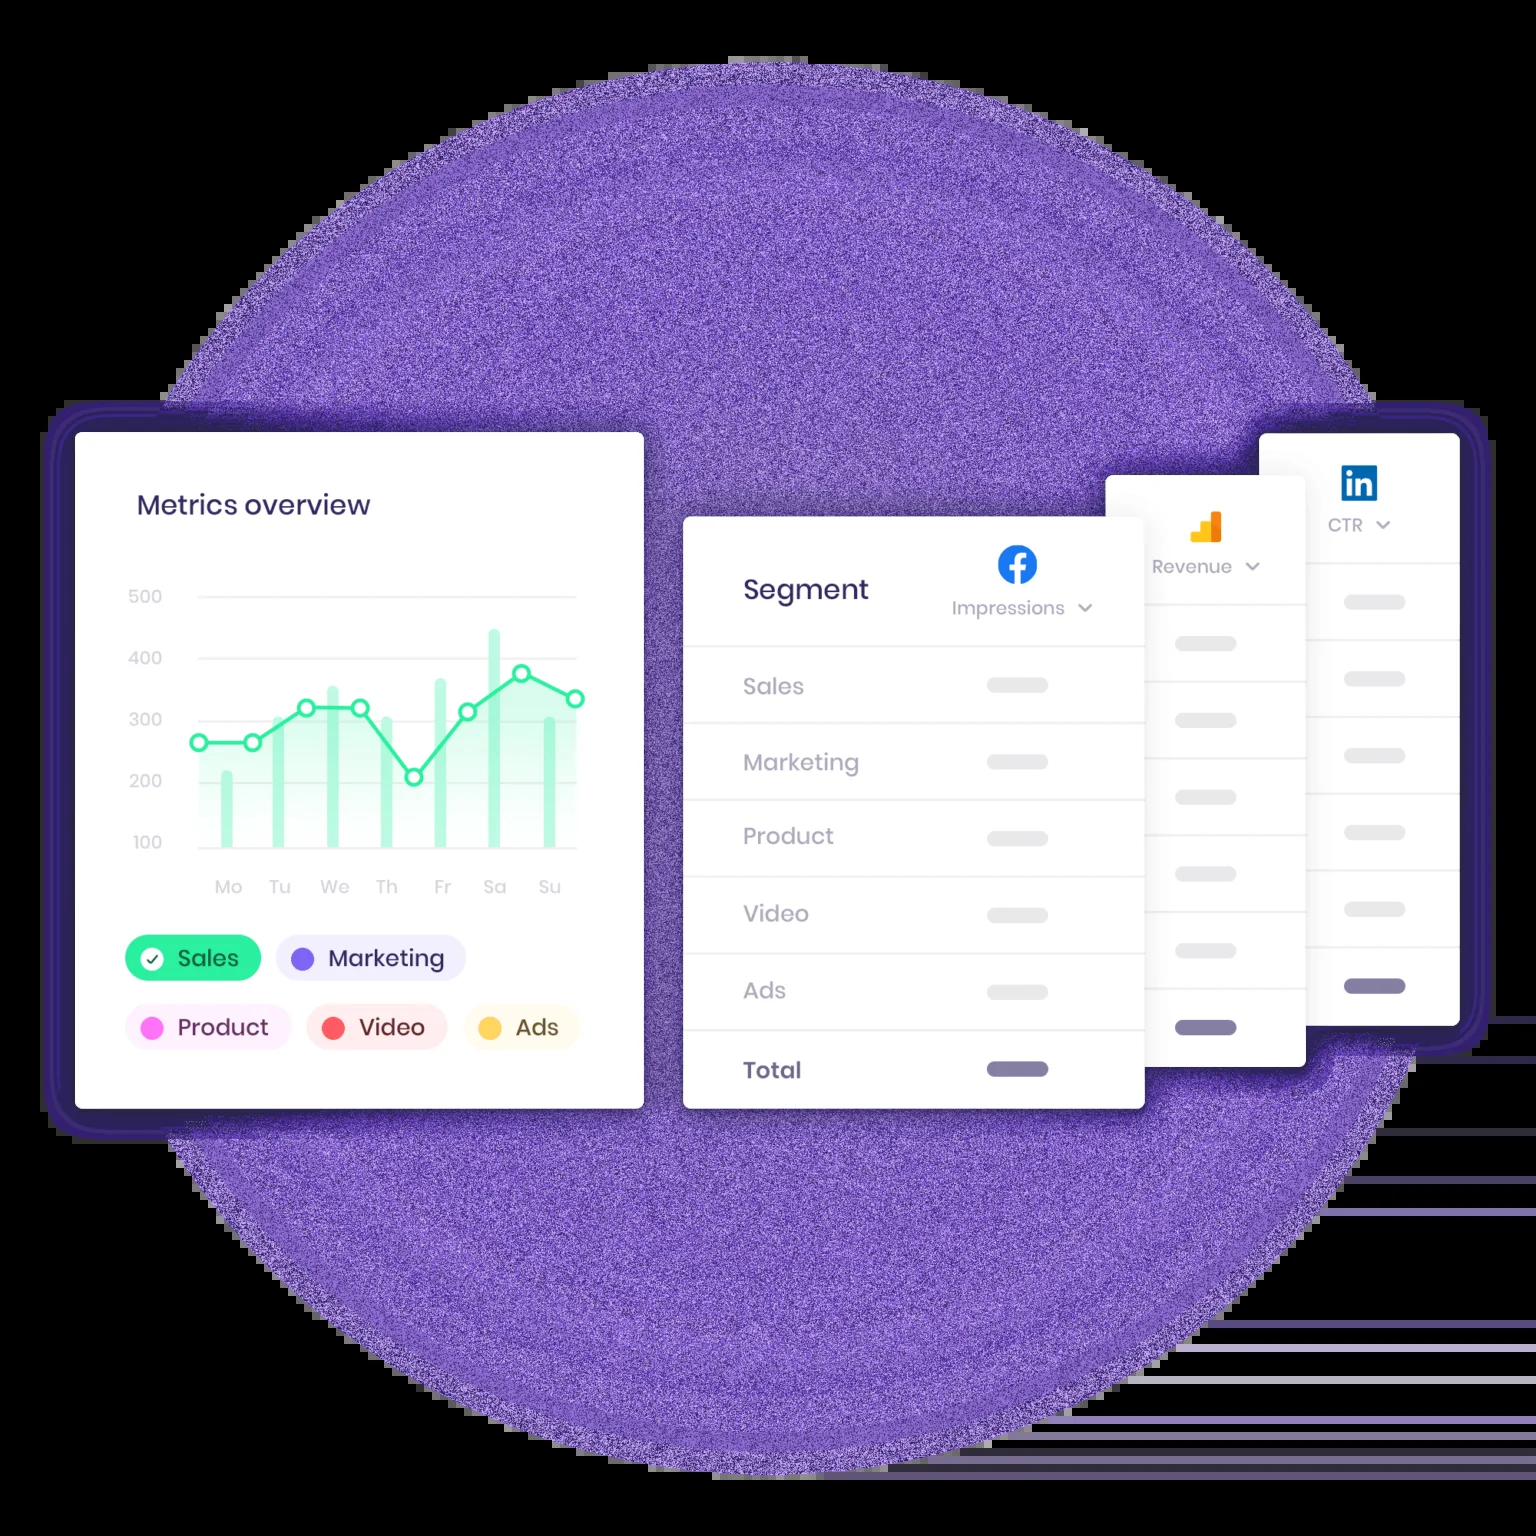 Metrics overview
500
400
300
200
100
Mo Tu We Th Fr Sa Su
Sales Marketing
Product Video Ads
Segment
Impressions
Sales
Marketing
Product
Video
Ads
Total
Revenue
in
CTR